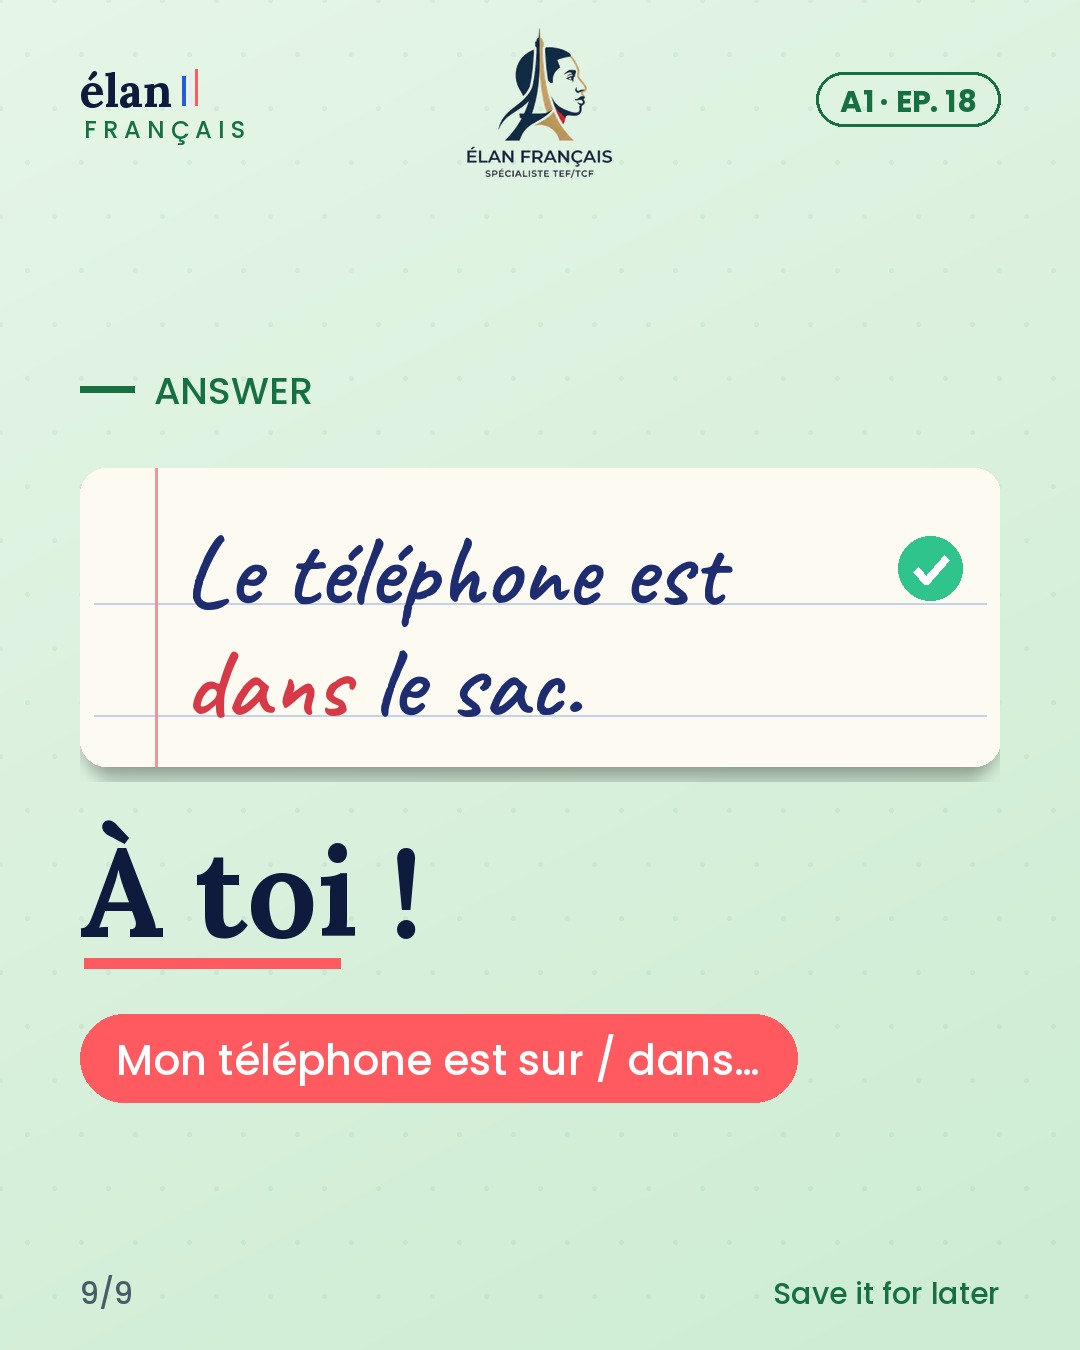 élan
FRANÇAIS
ÉLAN FRANÇAIS
SPÉCIALISTE TEF/TCF
A1 · EP. 18
ANSWER
Le téléphone est
dans le sac.
À toi !
Mon téléphone est sur / dans...
9/9
Save it for later